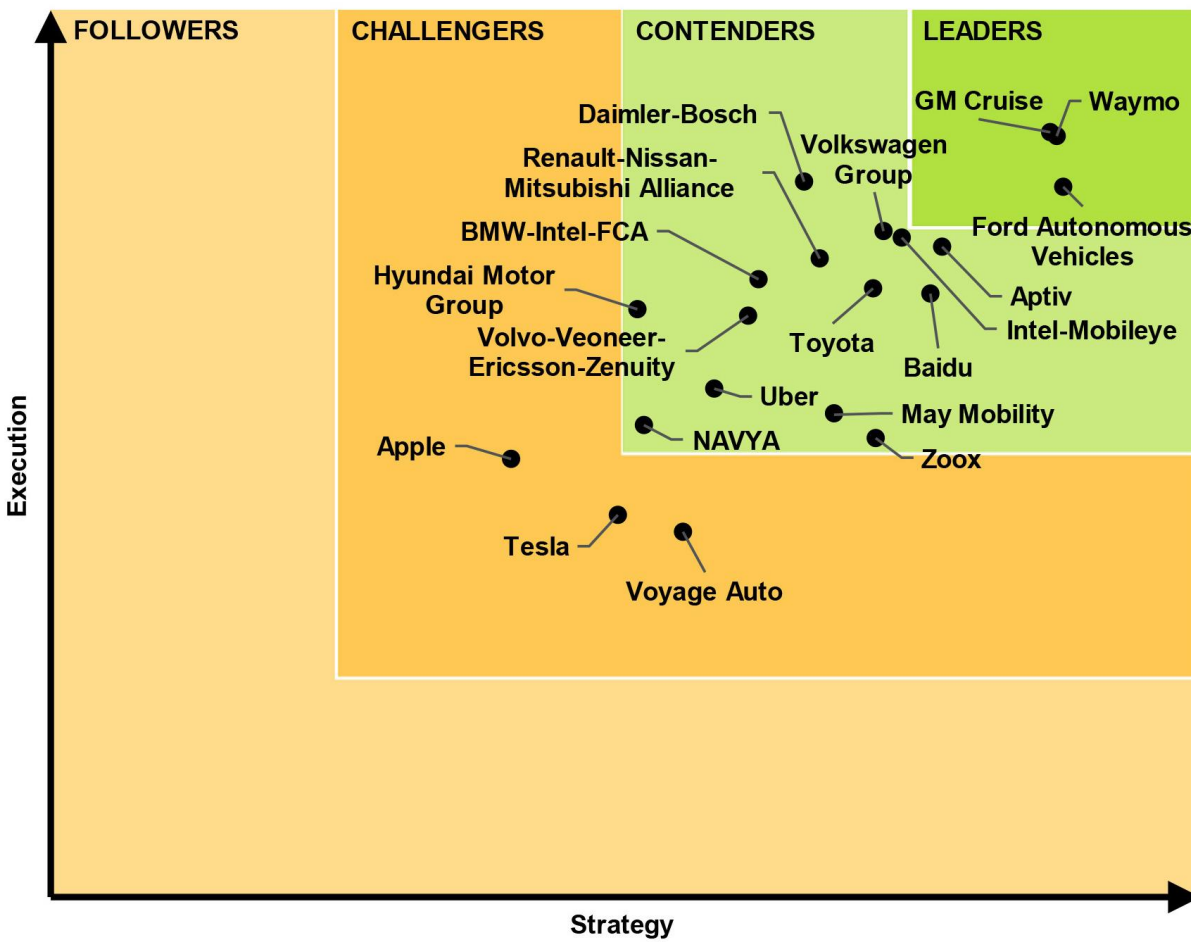 FOLLOWERS
CHALLENGERS
CONTENDERS
LEADERS
GM Cruise
Waymo
Daimler-Bosch
Volkswagen
Group
Renault-Nissan-
Mitsubishi Alliance
Ford Autonomous
Vehicles
BMW-Intel-FCA
Hyundai Motor
Group
Aptiv
Volvo-Veoneer-
Ericsson-Zenuity
Toyota
Intel-Mobileye
Baidu
Uber
May Mobility
NAVYA
Zoox
Apple
Tesla
Voyage Auto
Execution
Strategy